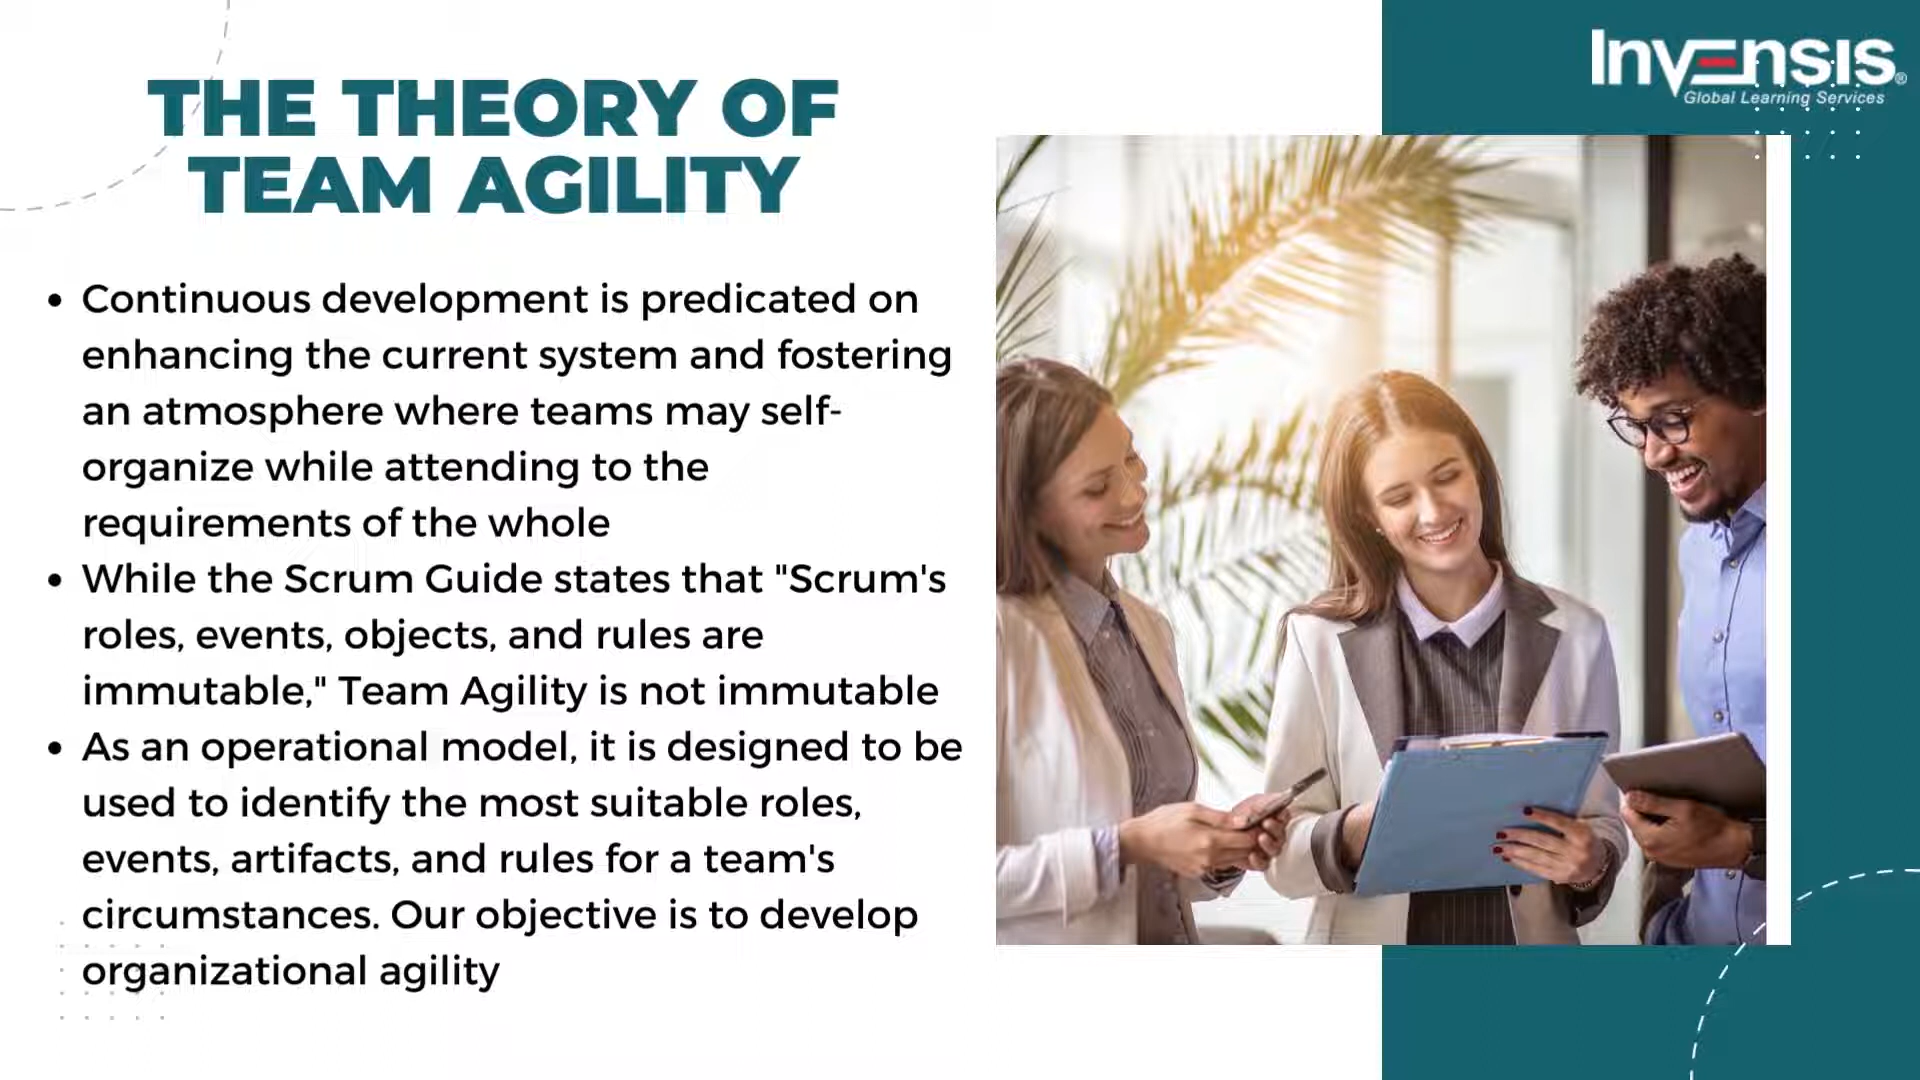 THE THEORY OF
TEAM AGILITY
• Continuous development is predicated on
enhancing the current system and fostering
an atmosphere where teams may self-
organize while attending to the
requirements of the whole
• While the Scrum Guide states that "Scrum's
roles, events, objects, and rules are
immutable," Team Agility is not immutable
• As an operational model, it is designed to be
used to identify the most suitable roles,
events, artifacts, and rules for a team's
circumstances. Our objective is to develop
organizational agility
Invensis®
Global Learning Services